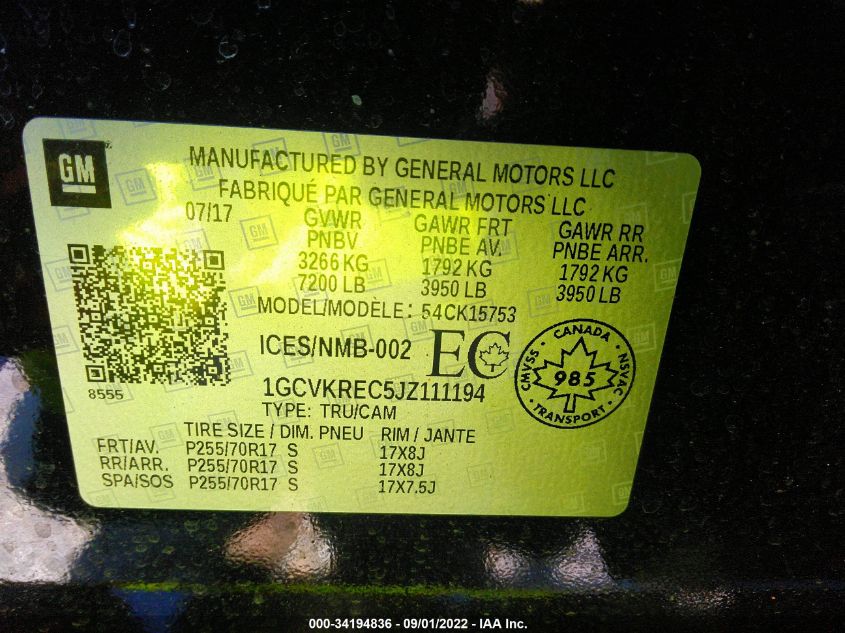 GM
MANUFACTURED BY GENERAL MOTORS LLC
FABRIQUÉ PAR GENERAL MOTORS LLC
07/17
GVWR GAWR FRT GAWR RR
PNBV PNBE AV. PNBE ARR.
3266 KG 1792 KG 1792 KG
7200 LB 3950 LB 3950 LB
MODEL/MODÈLE: 54CK15753
ICES/NMB-002 EC
CANADA
CMVSS 985 NSVAC
TRANSPORT
8555
1GCVKREC5JZ111194
TYPE: TRU/CAM
TIRE SIZE / DIM. PNEU RIM / JANTE
FRT/AV. P255/70R17 S 17X8J
RR/ARR. P255/70R17 S 17X8J
SPA/SOS P255/70R17 S 17X7.5J
000-34194836 - 09/01/2022 - IAA Inc.